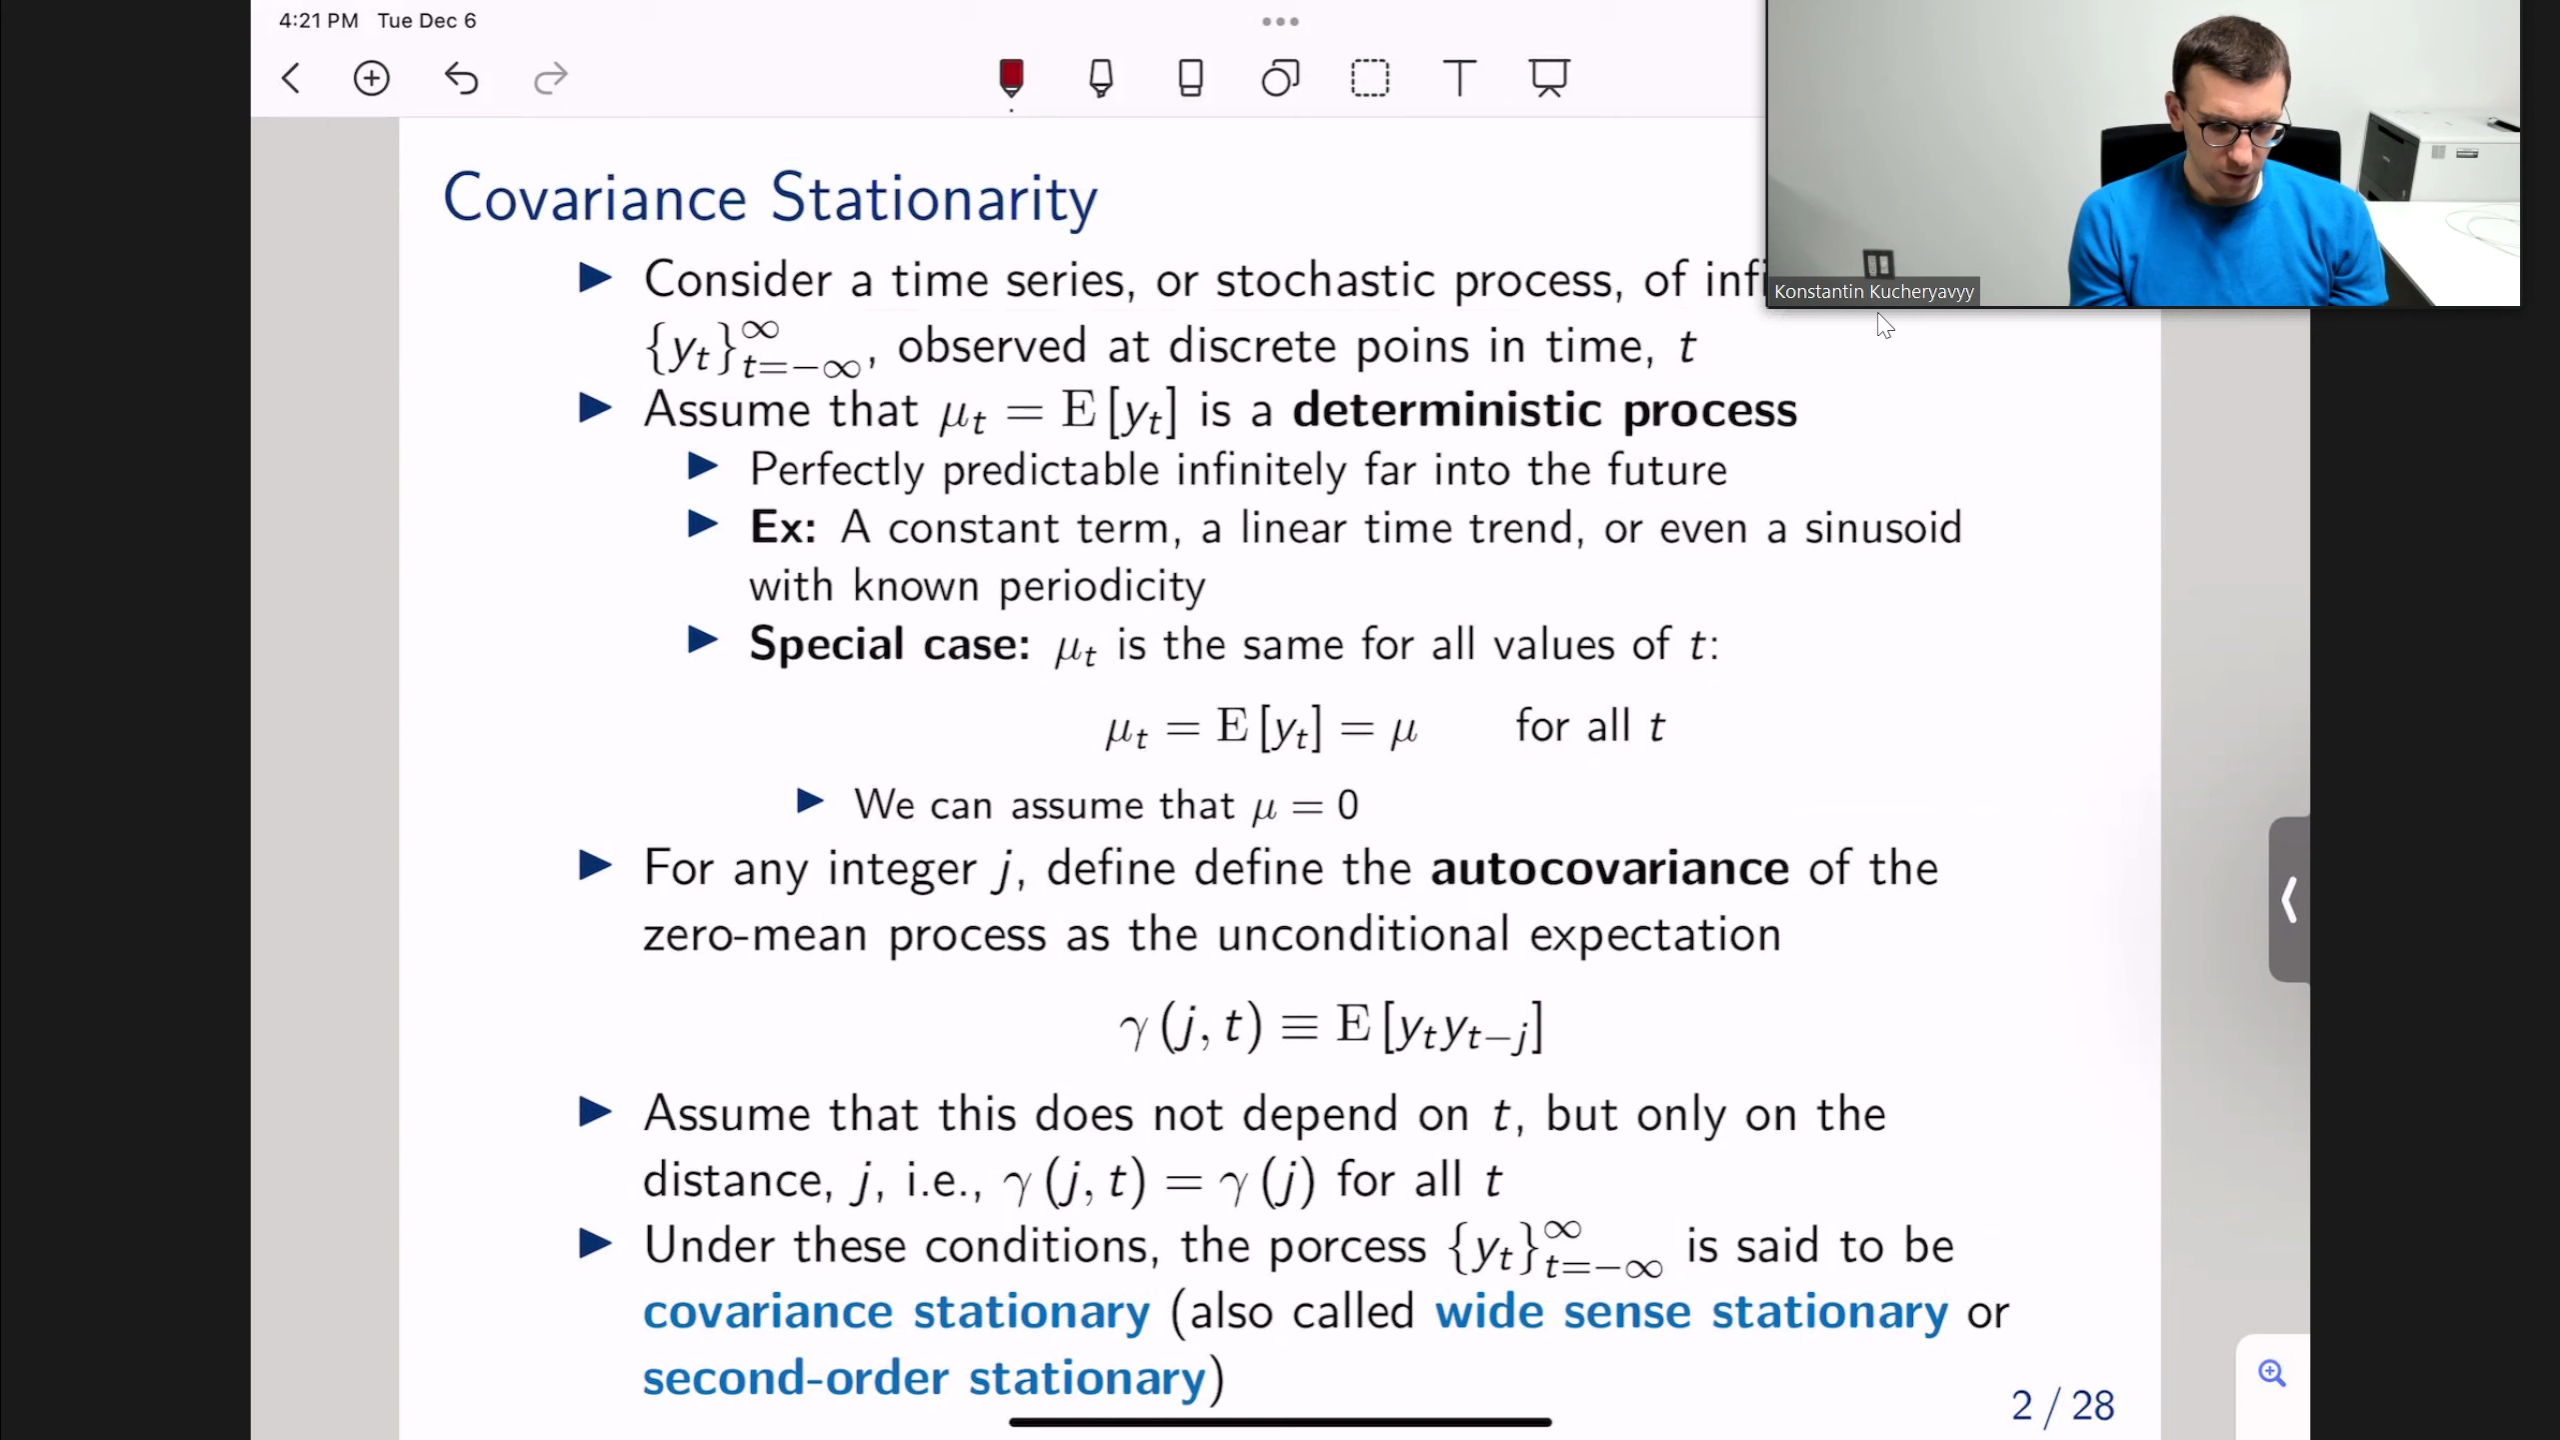 4:21 PM Tue Dec 6
Covariance Stationarity
Consider a time series, or stochastic process, of
{y_t}_{t=−∞}^∞, observed at discrete poins in time, t
Assume that μ_t = E[y_t] is a deterministic process
Perfectly predictable infinitely far into the future
Ex: A constant term, a linear time trend, or even a sinusoid
with known periodicity
Special case: μ_t is the same for all values of t:
μ_t = E[y_t] = μ for all t
We can assume that μ = 0
For any integer j, define define the autocovariance of the
zero-mean process as the unconditional expectation
γ(j, t) ≡ E[y_t y_{t−j}]
Assume that this does not depend on t, but only on the
distance, j, i.e., γ(j, t) = γ(j) for all t
Under these conditions, the porcess {y_t}_{t=−∞}^∞ is said to be
covariance stationary (also called wide sense stationary or
second-order stationary)
2 / 28
Konstantin Kucheryavyy